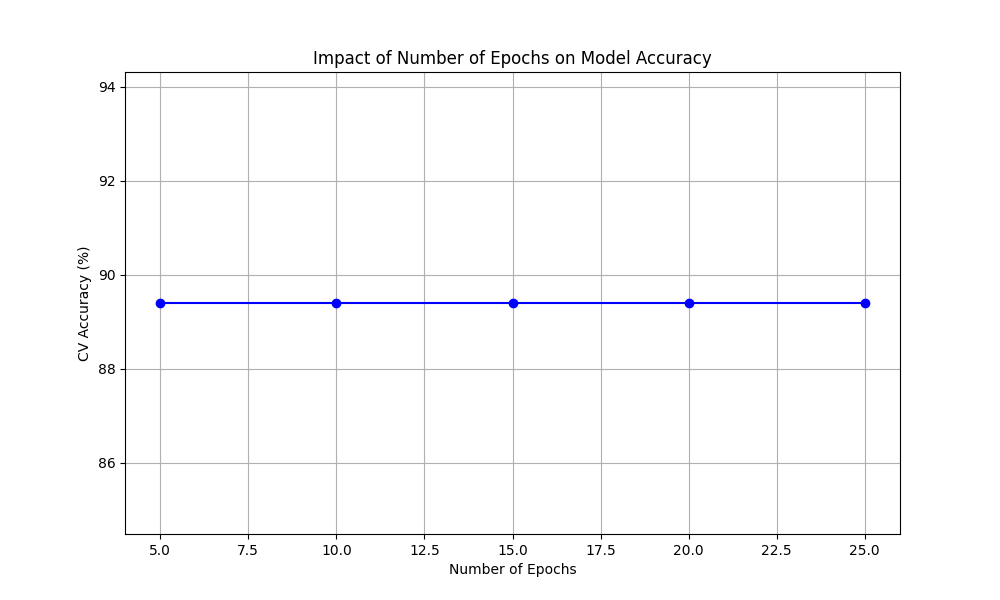 Impact of Number of Epochs on Model Accuracy
94
92
90
88
86
CV Accuracy (%)
5.0 7.5 10.0 12.5 15.0 17.5 20.0 22.5 25.0
Number of Epochs